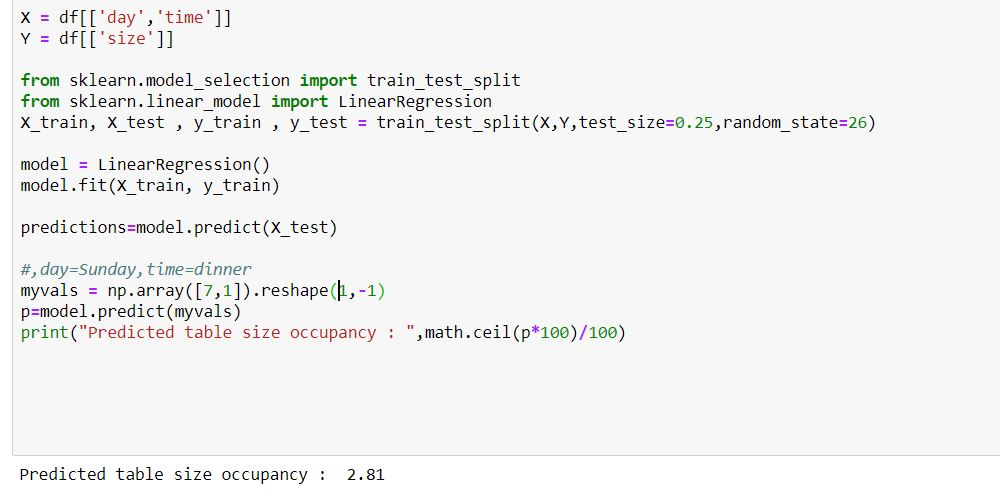 X = df[['day','time']]
Y = df[['size']]
from sklearn.model_selection import train_test_split
from sklearn.linear_model import LinearRegression
X_train, X_test , y_train , y_test = train_test_split(X,Y,test_size=0.25,random_state=26)
model = LinearRegression()
model.fit(X_train, y_train)
predictions=model.predict(X_test)
#,day=Sunday,time=dinner
myvals = np.array([7,1]).reshape(1,-1)
p=model.predict(myvals)
print("Predicted table size occupancy : ",math.ceil(p*100)/100)
Predicted table size occupancy :  2.81